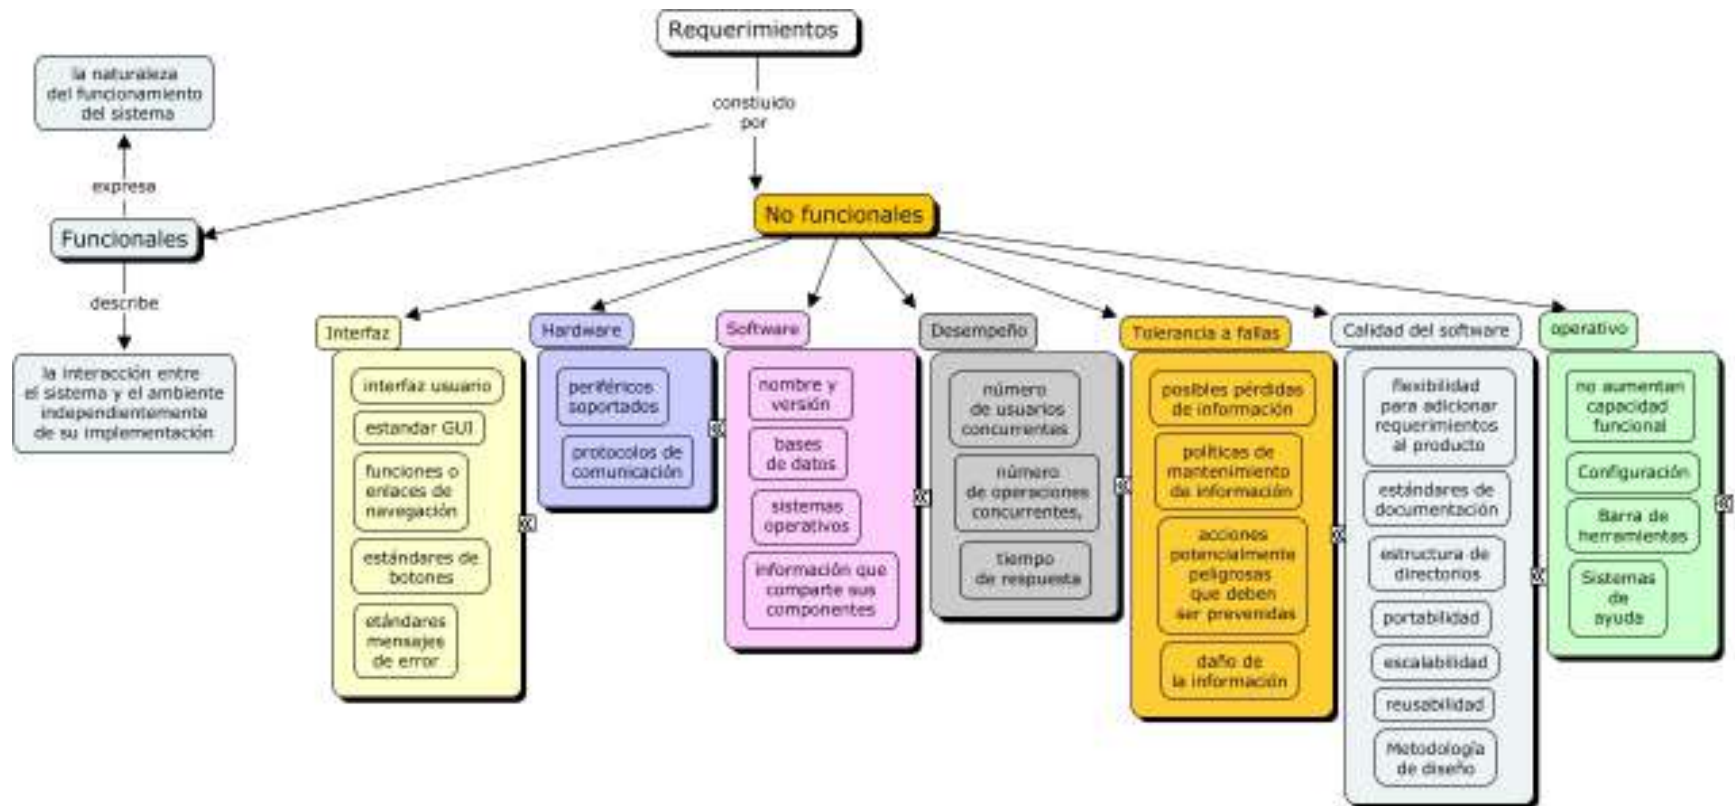 Requerimientos
constiuido
por
la naturaleza
del funcionamiento
del sistema
expresa
Funcionales
describe
la interacción entre
el sistema y el ambiente
independientemente
de su implementación
No funcionales
Interfaz
interfaz usuario
estandar GUI
funciones o
enlaces de
navegación
estándares de
botones
etándares
mensajes
de error
Hardware
periféricos
soportados
protocolos de
comunicación
Software
nombre y
versión
bases
de datos
sistemas
operativos
información que
comparte sus
componentes
Desempeño
número
de usuarios
concurrentes
número
de operaciones
concurrentes,
tiempo
de respuesta
Tolerancia a fallas
posibles pérdidas
de información
políticas de
mantenimiento
de información
acciones
potencialmente
peligrosas
que deben
ser prevenidas
daño de
la información
Calidad del software
flexibilidad
para adicionar
requerimientos
al producto
estándares de
documentación
estructura de
directorios
portabilidad
escalabilidad
reusabilidad
Metodología
de diseño
operativo
no aumentan
capacidad
funcional
Configuración
Barra de
herramientas
Sistemas
de
ayuda